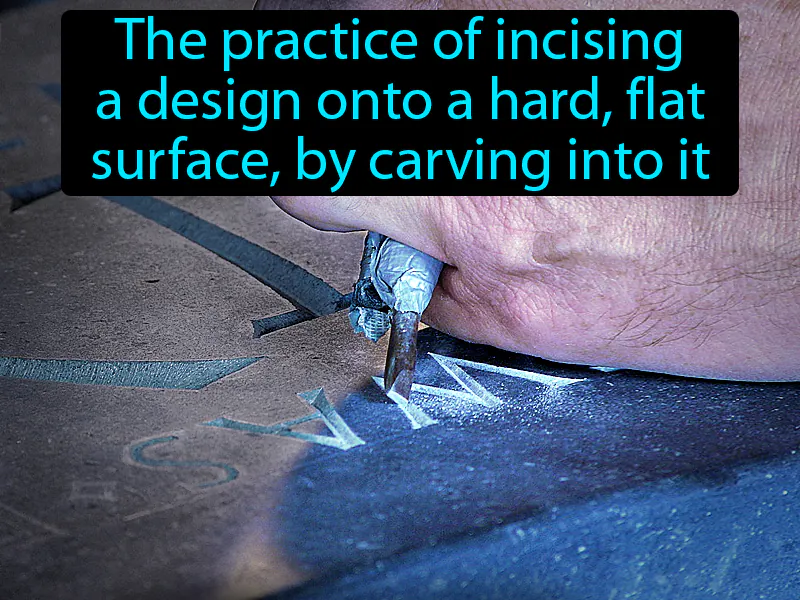 The practice of incising
a design onto a hard, flat
surface, by carving into it